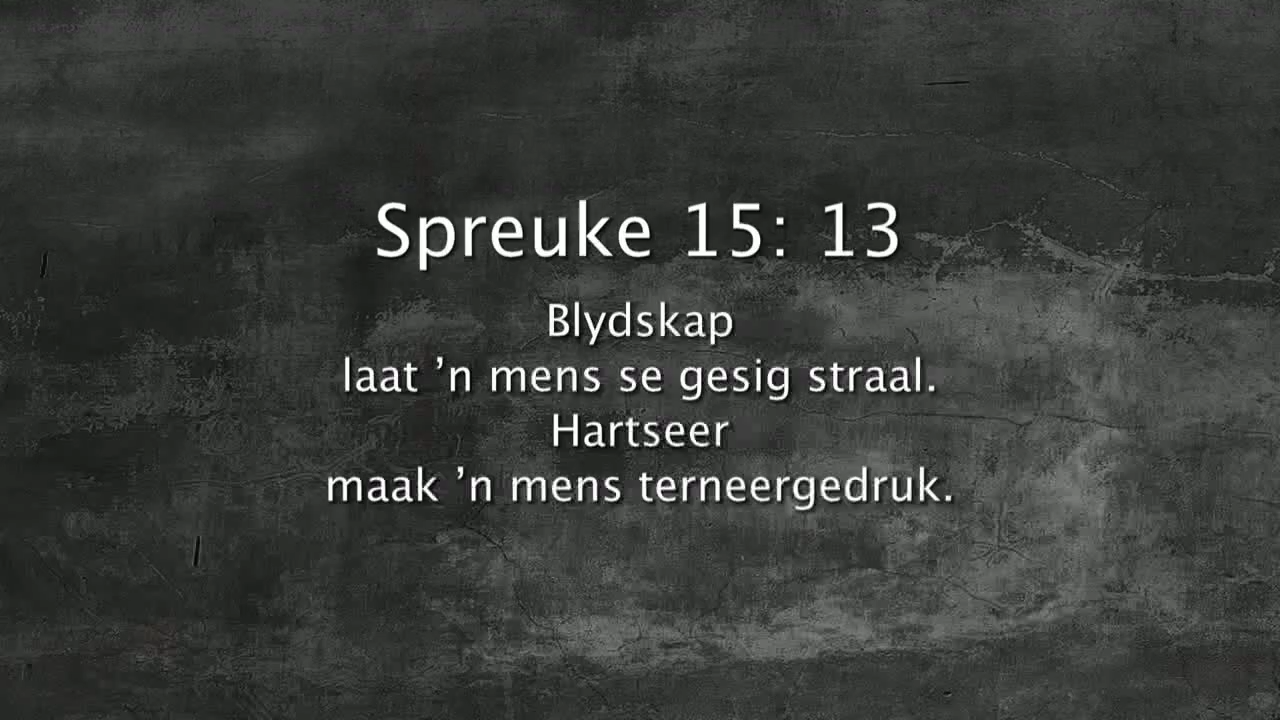 Spreuke 15: 13
Blydskap
laat ’n mens se gesig straal.
Hartseer
maak ’n mens terneergedruk.